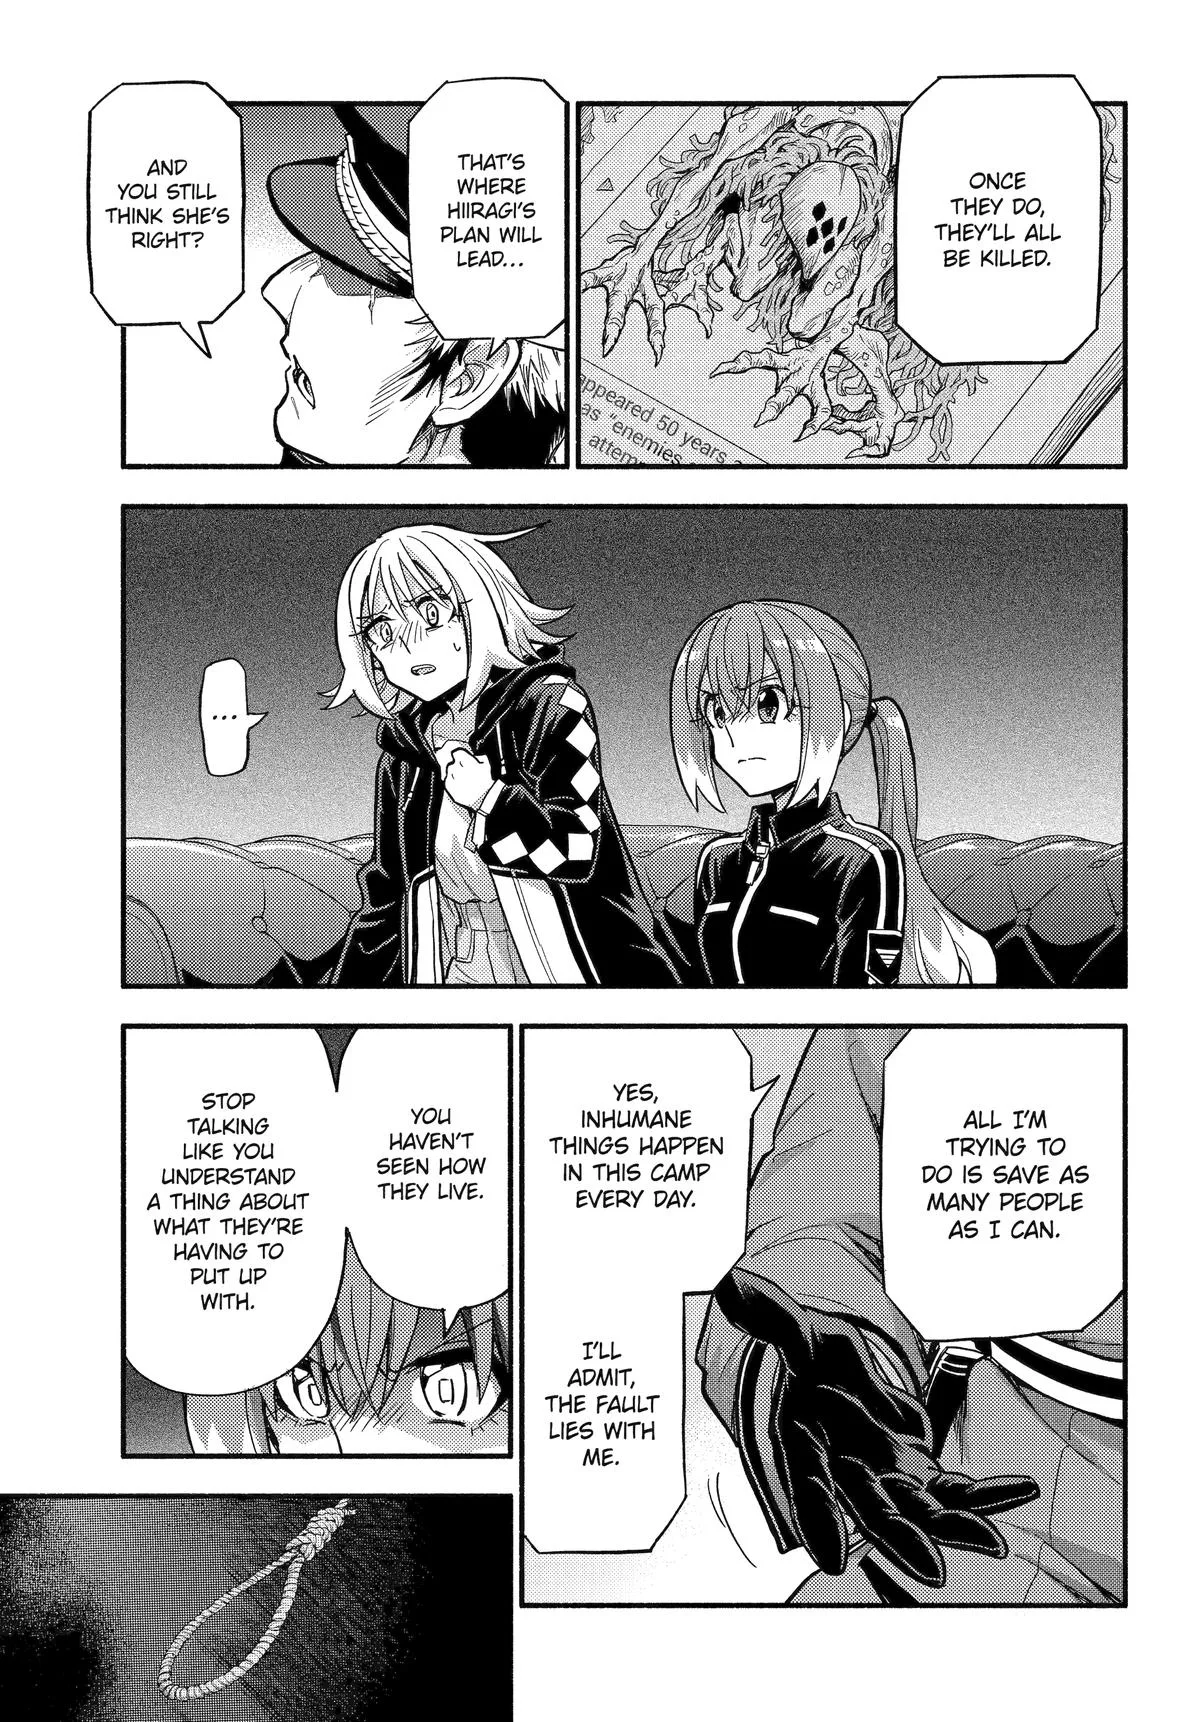 ONCE
THEY DO,
THEY'LL ALL
BE KILLED.
appeared 50 years
as "enemies
THAT'S
WHERE
HIIRAGI'S
PLAN WILL
LEAD...
AND
YOU STILL
THINK SHE'S
RIGHT?
...
ALL I'M
TRYING TO
DO IS SAVE AS
MANY PEOPLE
AS I CAN.
YES,
INHUMANE
THINGS HAPPEN
IN THIS CAMP
EVERY DAY.
I'LL
ADMIT,
THE FAULT
LIES WITH
ME.
YOU
HAVEN'T
SEEN HOW
THEY LIVE.
STOP
TALKING
LIKE YOU
UNDERSTAND
A THING ABOUT
WHAT THEY'RE
HAVING TO
PUT UP
WITH.